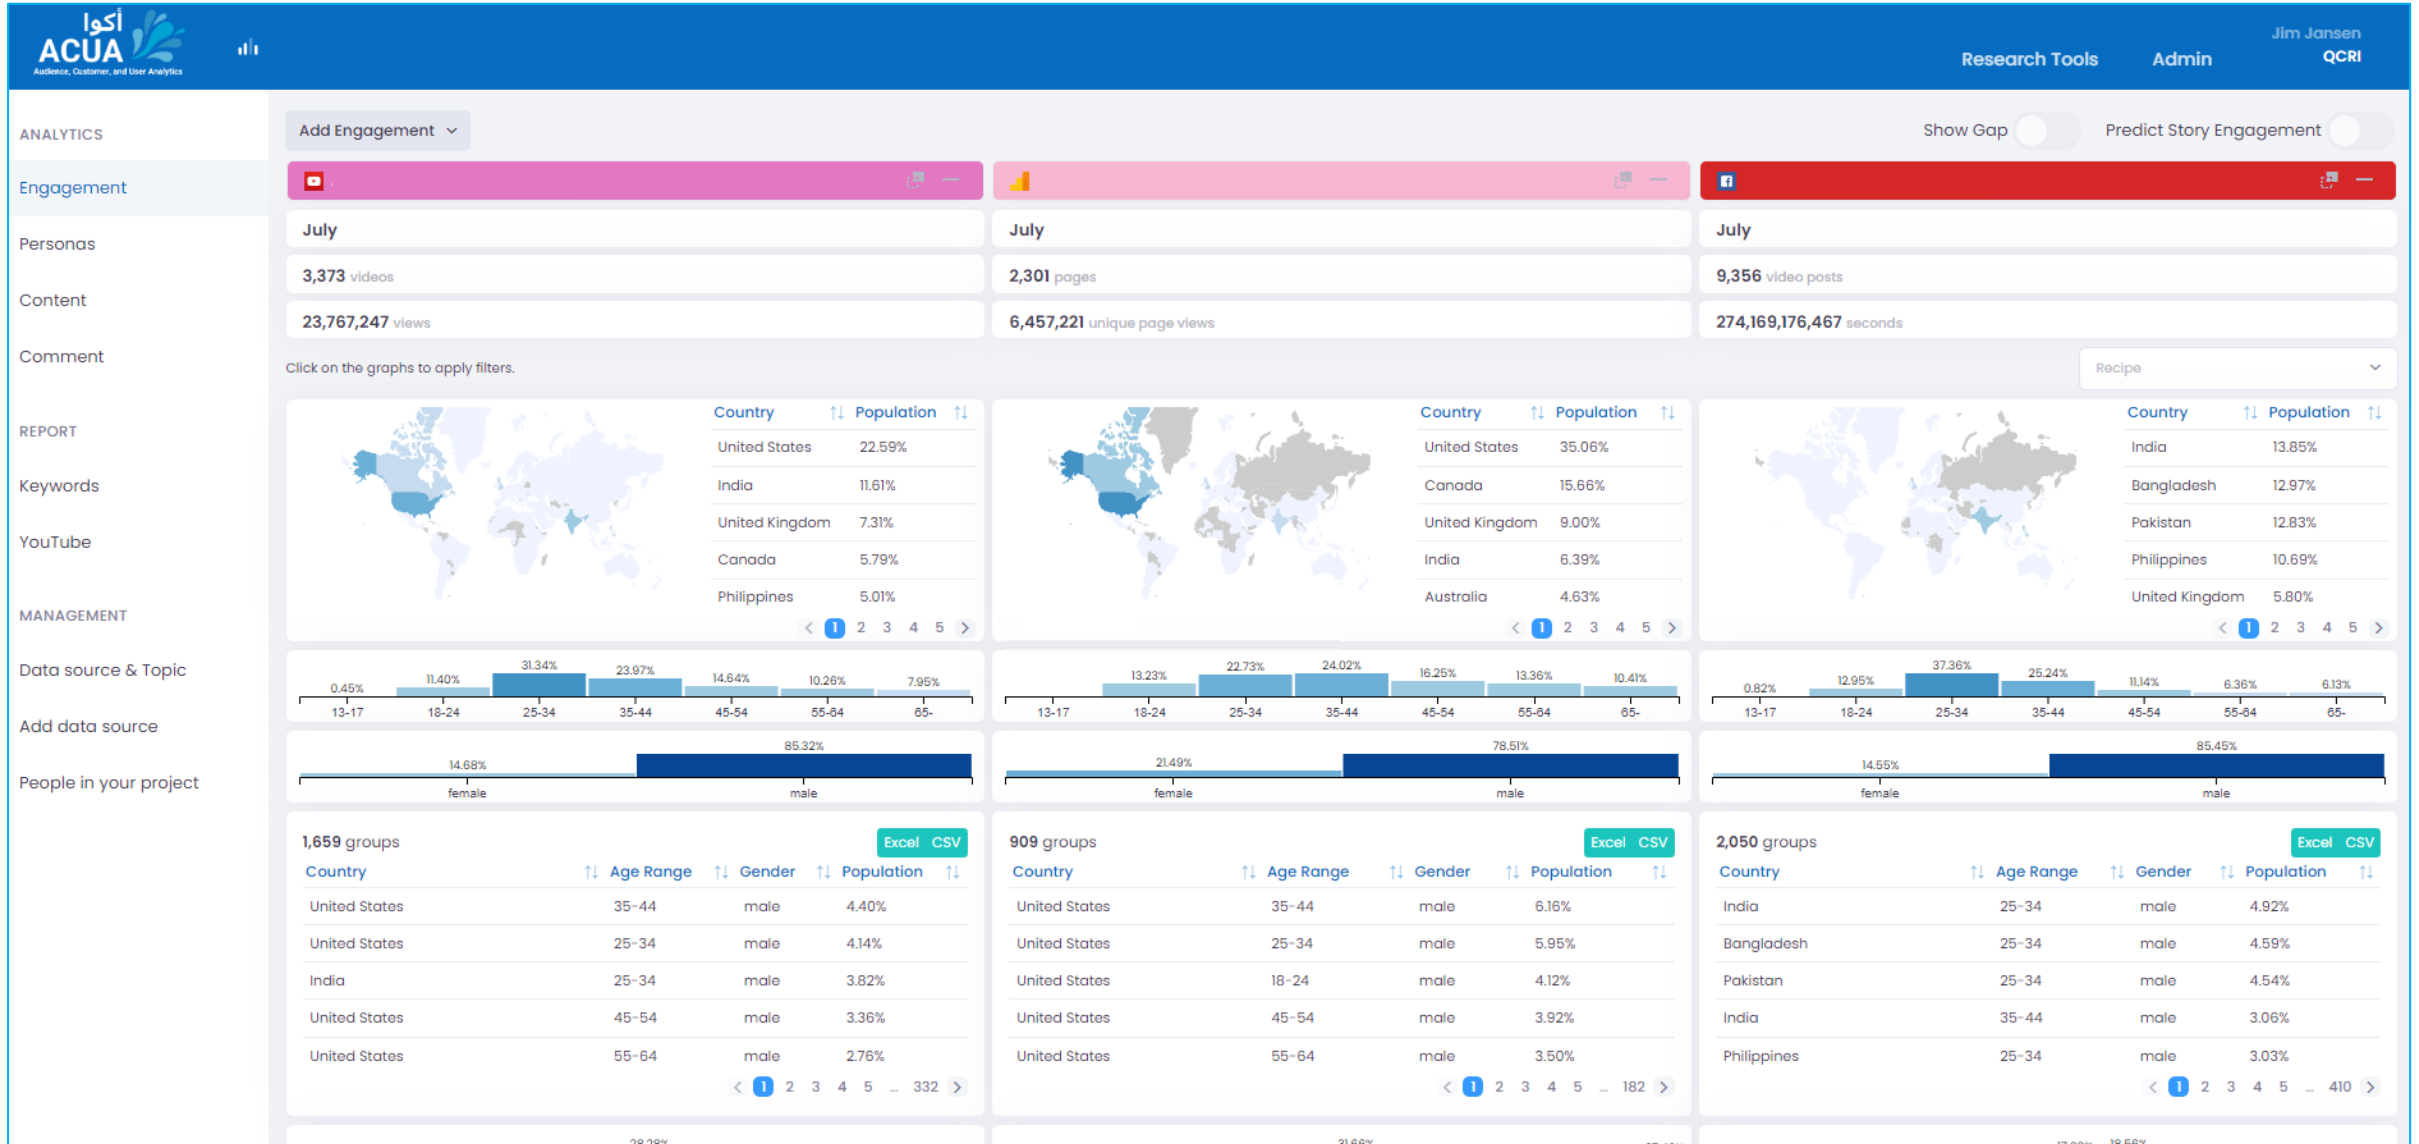 أكوا
ACUA
Audience, Customer, and User Analytics
Research Tools
Admin
Jim Jansen
QCRI
ANALYTICS
Engagement
Personas
Content
Comment
REPORT
Keywords
YouTube
MANAGEMENT
Data source & Topic
Add data source
People in your project
Add Engagement
Show Gap
Predict Story Engagement
July
3,373 videos
23,767,247 views
July
2,301 pages
6,457,221 unique page views
July
9,356 video posts
274,169,176,467 seconds
Click on the graphs to apply filters.
Recipe
Country Population
United States 22.59%
India 11.61%
United Kingdom 7.31%
Canada 5.79%
Philippines 5.01%
< 1 2 3 4 5 >
Country Population
United States 35.06%
Canada 15.66%
United Kingdom 9.00%
India 6.39%
Australia 4.63%
< 1 2 3 4 5 >
Country Population
India 13.85%
Bangladesh 12.97%
Pakistan 12.83%
Philippines 10.69%
United Kingdom 5.80%
< 1 2 3 4 5 >
0.45% 11.40% 31.34% 23.97% 14.64% 10.26% 7.95%
13-17 18-24 25-34 35-44 45-54 55-64 65-
13.23% 22.73% 24.02% 16.25% 13.36% 10.41%
13-17 18-24 25-34 35-44 45-54 55-64 65-
0.82% 12.95% 37.36% 25.24% 11.14% 6.36% 6.13%
13-17 18-24 25-34 35-44 45-54 55-64 65-
14.68% 85.32%
female male
21.49% 78.51%
female male
14.55% 85.45%
female male
1,659 groups
Excel CSV
Country Age Range Gender Population
United States 35-44 male 4.40%
United States 25-34 male 4.14%
India 25-34 male 3.82%
United States 45-54 male 3.36%
United States 55-64 male 2.76%
< 1 2 3 4 5 ... 332 >
909 groups
Excel CSV
Country Age Range Gender Population
United States 35-44 male 6.16%
United States 25-34 male 5.95%
United States 18-24 male 4.12%
United States 45-54 male 3.92%
United States 55-64 male 3.50%
< 1 2 3 4 5 ... 182 >
2,050 groups
Excel CSV
Country Age Range Gender Population
India 25-34 male 4.92%
Bangladesh 25-34 male 4.59%
Pakistan 25-34 male 4.54%
India 35-44 male 3.06%
Philippines 25-34 male 3.03%
< 1 2 3 4 5 ... 410 >
28.28%
31.66%
18.56%